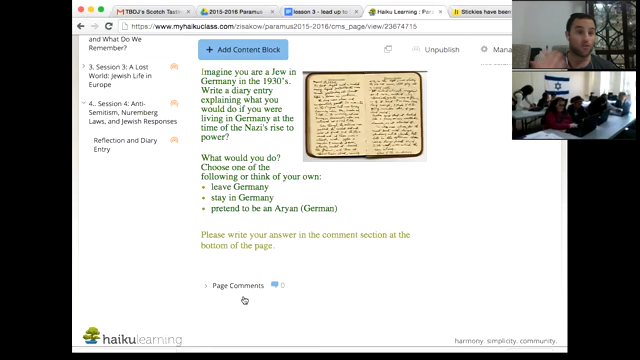 TBDJ's Scotch Tastin
2015-2016 Paramus
lesson 3 - lead up to
Haiku Learning : Para
Stickies have been
https://www.myhaikuclass.com/zisakow/paramus2015-2016/cms_page/view/23674715
and What Do We
Remember?
3. Session 3: A Lost
World: Jewish Life in
Europe
4.. Session 4: Anti-
Semitism, Nuremberg
Laws, and Jewish Responses
Reflection and Diary
Entry
+ Add Content Block
Unpublish
Mana
Imagine you are a Jew in
Germany in the 1930's.
Write a diary entry
explaining what you
would do if you were
living in Germany at the
time of the Nazi's rise to
power?
What would you do?
Choose one of the
following or think of your own:
• leave Germany
• stay in Germany
• pretend to be an Aryan (German)
Please write your answer in the comment section at the
bottom of the page.
Page Comments 0
haikulearning
harmony. simplicity. community.